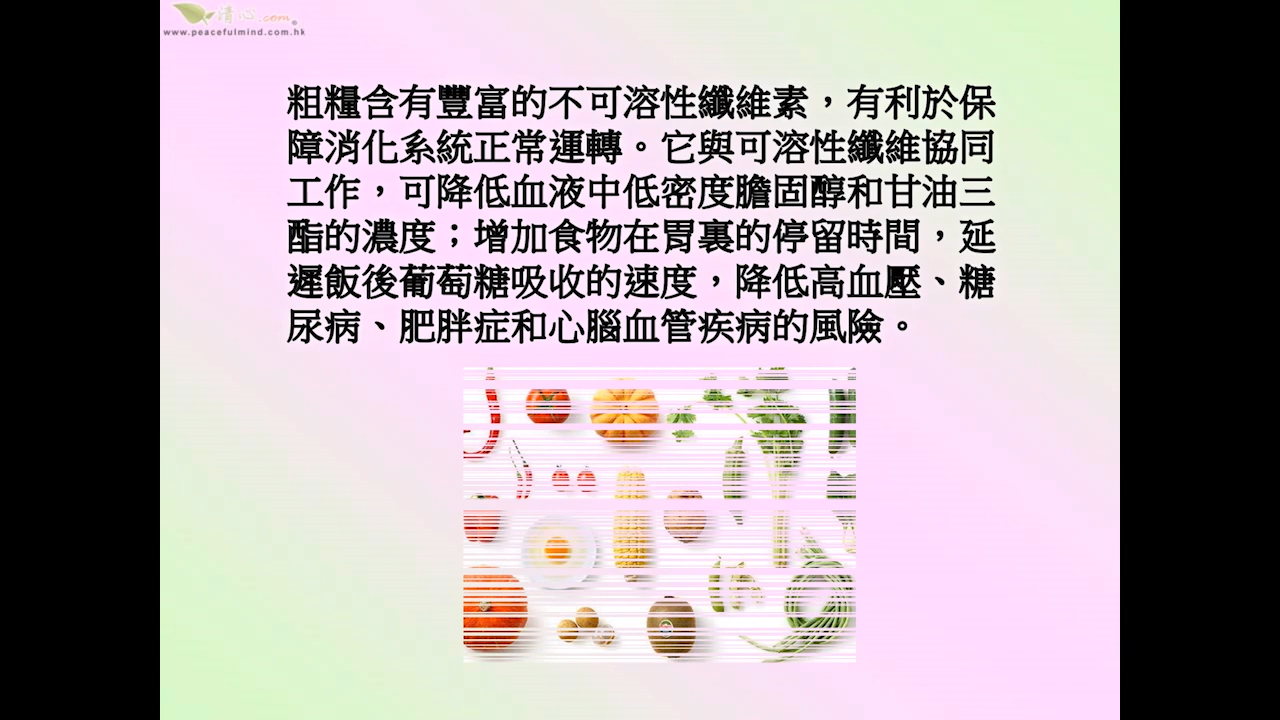 清心.com
www.peacefulmind.com.hk
粗糧含有豐富的不可溶性纖維素，有利於保
障消化系統正常運轉。它與可溶性纖維協同
工作，可降低血液中低密度膽固醇和甘油三
酯的濃度；增加食物在胃裏的停留時間，延
遲飯後葡萄糖吸收的速度，降低高血壓、糖
尿病、肥胖症和心腦血管疾病的風險。